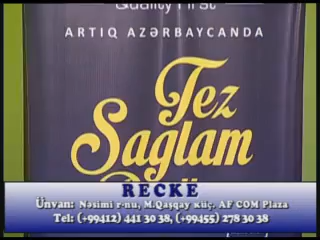 Quality First
ARTIQ AZƏRBAYCANDA
Tez
Saglam
RECKE
Ünvan: Nəsimi r-nu, M.Qaşqay küç. AF COM Plaza
Tel: (+99412) 441 30 38, (+99455) 278 30 38